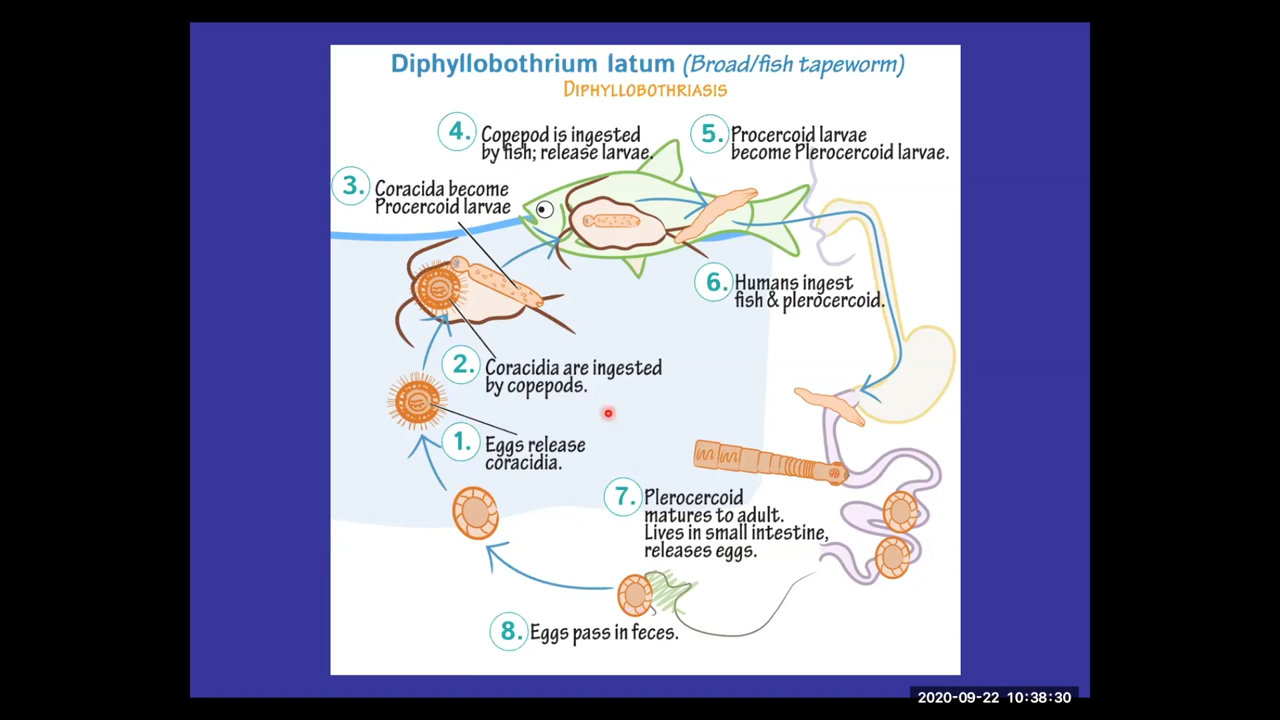 Diphyllobothrium latum (Broad/fish tapeworm)
DIPHYLLOBOTHRIASIS
4. Copepod is ingested
by fish; release larvae.
5. Procercoid larvae
become Plerocercoid larvae.
3. Coracida become
Procercoid larvae
6. Humans ingest
fish & plerocercoid.
2. Coracidia are ingested
by copepods.
1. Eggs release
coracidia.
7. Plerocercoid
matures to adult.
Lives in small intestine,
releases eggs.
8. Eggs pass in feces.
2020-09-22 10:38:30